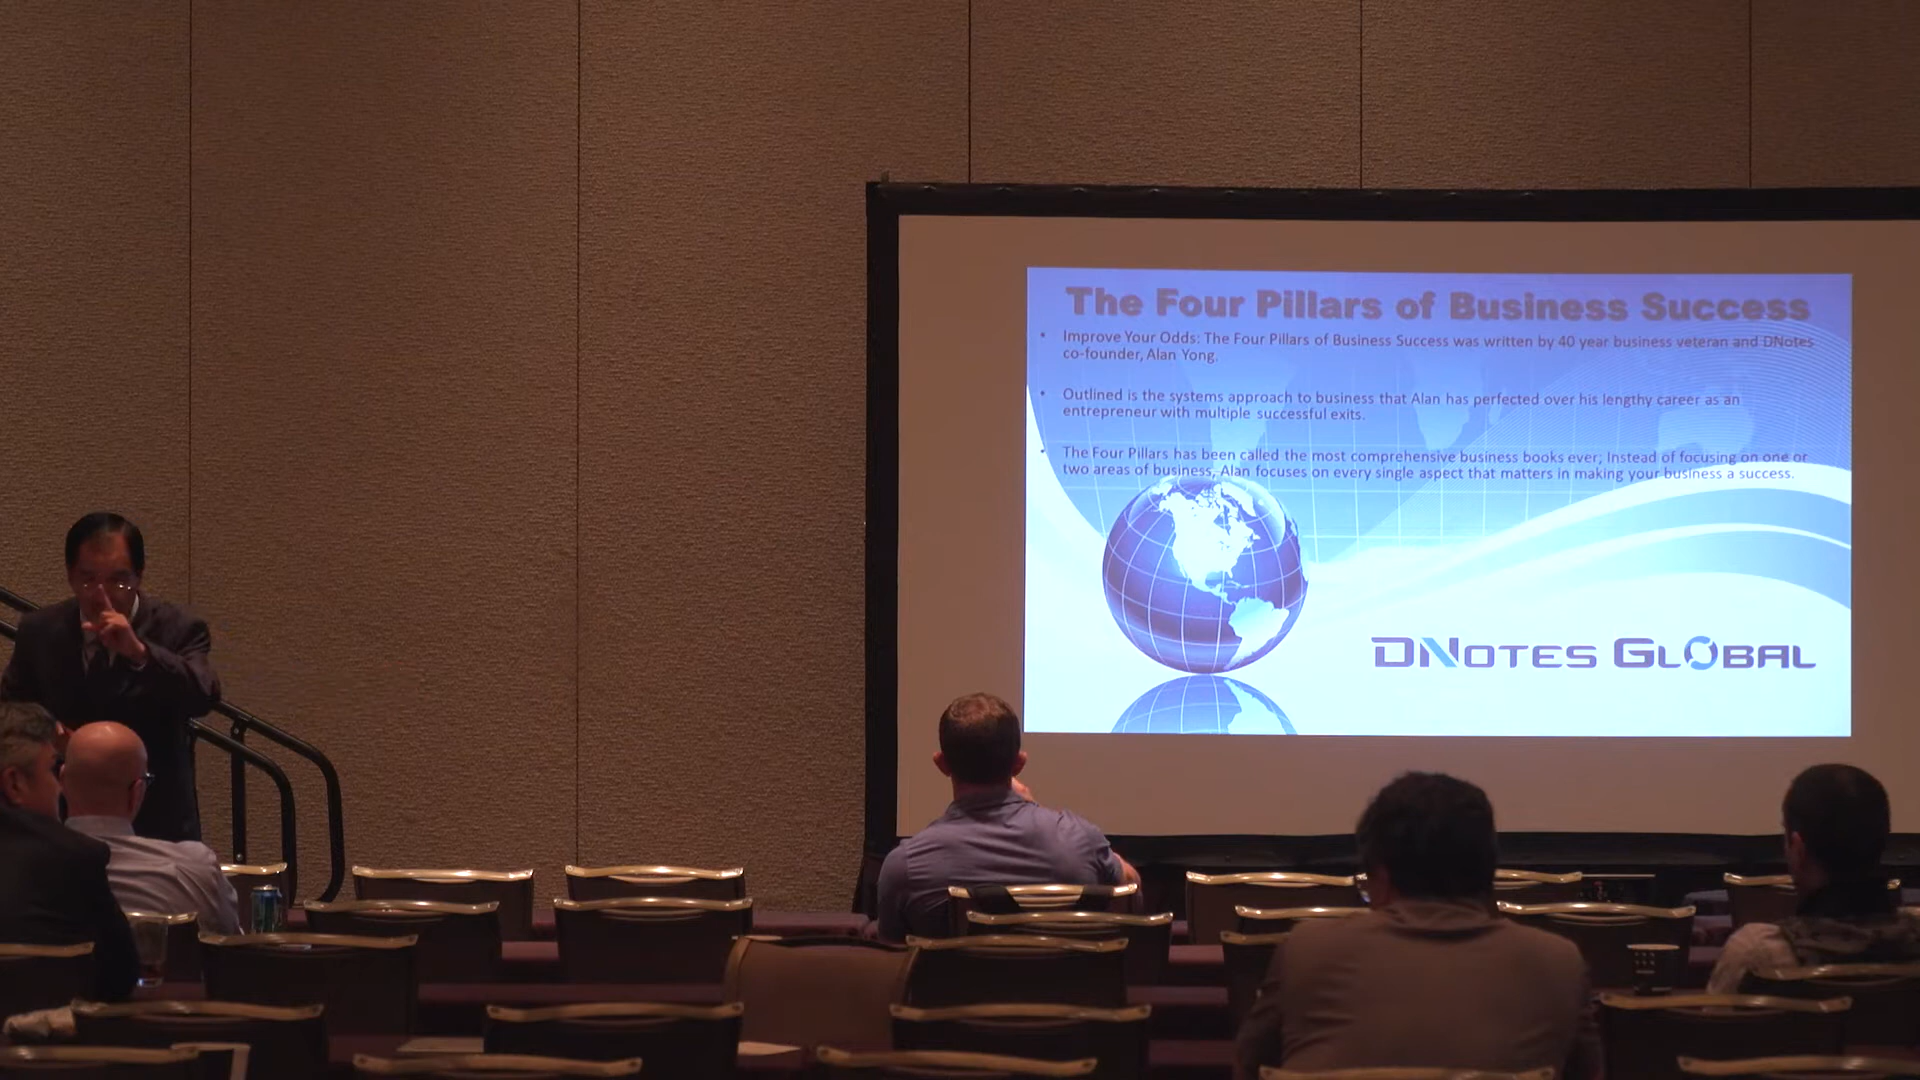 The Four Pillars of Business Success
• Improve Your Odds: The Four Pillars of Business Success was written by 40 year business veteran and DNotes
co-founder, Alan Yong.
• Outlined is the systems approach to business that Alan has perfected over his lengthy career as an
entrepreneur with multiple successful exits.
• The Four Pillars has been called the most comprehensive business books ever; Instead of focusing on one or
two areas of business, Alan focuses on every single aspect that matters in making your business a success.
DNOTES GLOBAL